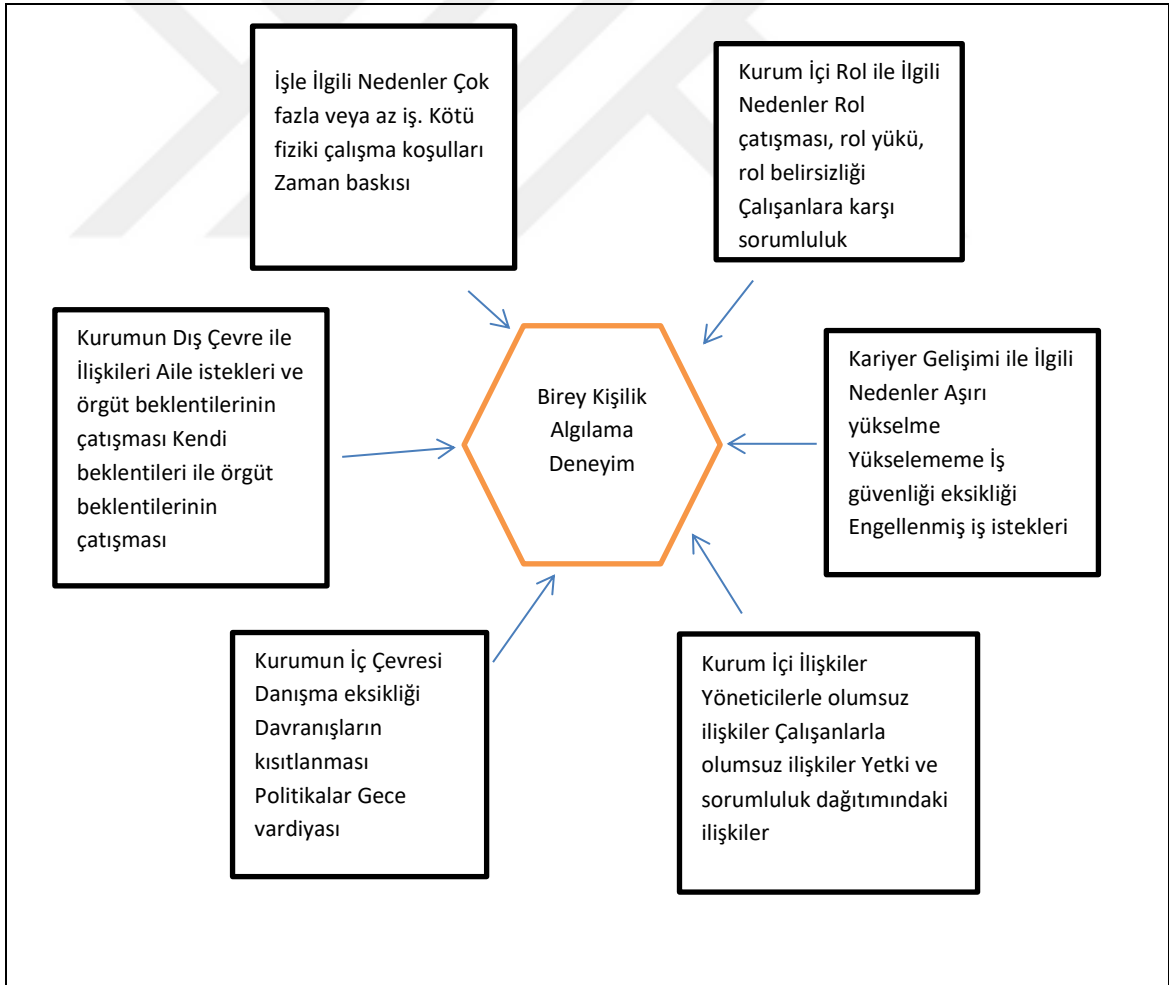 İşle İlgili Nedenler Çok
fazla veya az iş. Kötü
fiziki çalışma koşulları
Zaman baskısı
Kurum İçi Rol ile İlgili
Nedenler Rol
çatışması, rol yükü,
rol belirsizliği
Çalışanlara karşı
sorumluluk
Kurumun Dış Çevre ile
İlişkileri Aile istekleri ve
örgüt beklentilerinin
çatışması Kendi
beklentileri ile örgüt
beklentilerinin
çatışması
Birey Kişilik
Algılama
Deneyim
Kariyer Gelişimi ile İlgili
Nedenler Aşırı
yükselme
Yükselememe İş
güvenliği eksikliği
Engellenmiş iş istekleri
Kurumun İç Çevresi
Danışma eksikliği
Davranışların
kısıtlanması
Politikalar Gece
vardiyası
Kurum İçi İlişkiler
Yöneticilerle olumsuz
ilişkiler Çalışanlarla
olumsuz ilişkiler Yetki ve
sorumluluk dağıtımındaki
ilişkiler